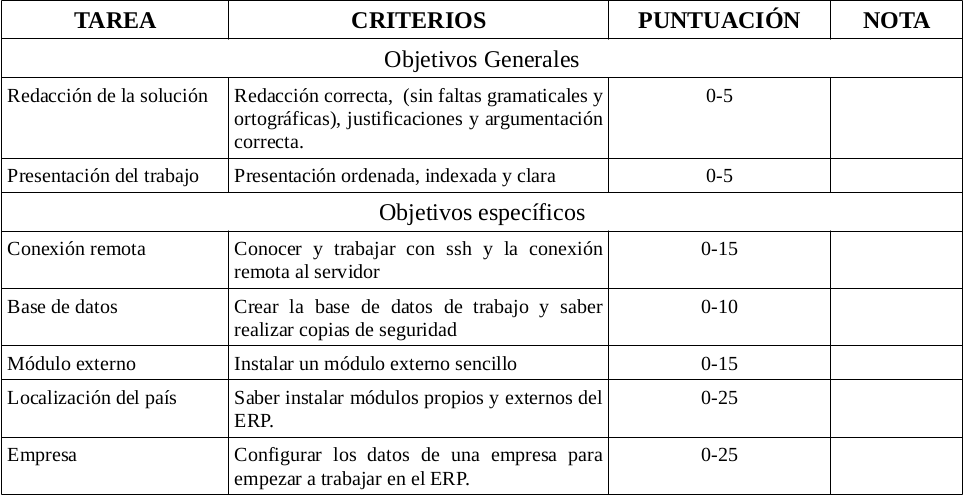 TAREA CRITERIOS PUNTUACIÓN NOTA
Objetivos Generales
Redacción de la solución Redacción correcta, (sin faltas gramaticales y 0-5
ortográficas), justificaciones y argumentación
correcta.
Presentación del trabajo Presentación ordenada, indexada y clara 0-5
Objetivos específicos
Conexión remota Conocer y trabajar con ssh y la conexión 0-15
remota al servidor
Base de datos Crear la base de datos de trabajo y saber 0-10
realizar copias de seguridad
Módulo externo Instalar un módulo externo sencillo 0-15
Localización del país Saber instalar módulos propios y externos del 0-25
ERP.
Empresa Configurar los datos de una empresa para 0-25
empezar a trabajar en el ERP.